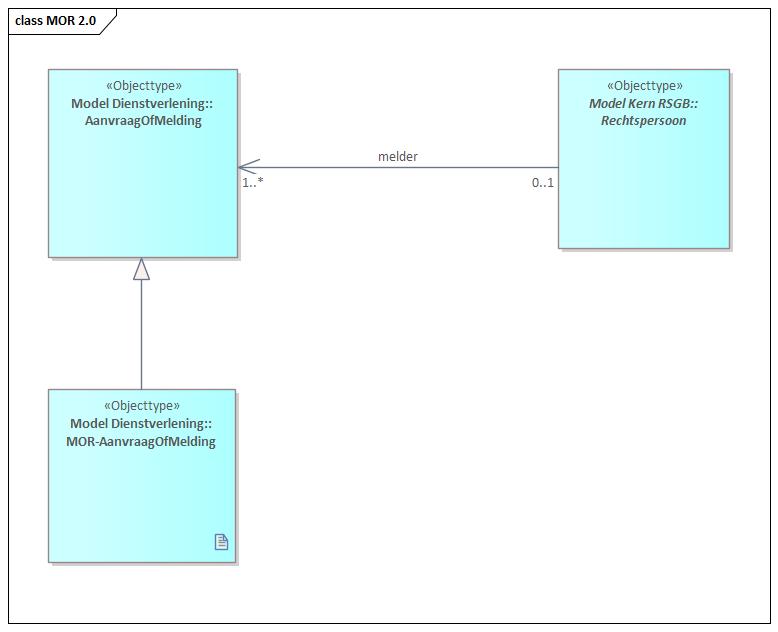 class MOR 2.0
«Objecttype»
Model Dienstverlening::
AanvraagOfMelding
«Objecttype»
Model Kern RSGB::
Rechtspersoon
melder
1..*
0..1
«Objecttype»
Model Dienstverlening::
MOR-AanvraagOfMelding